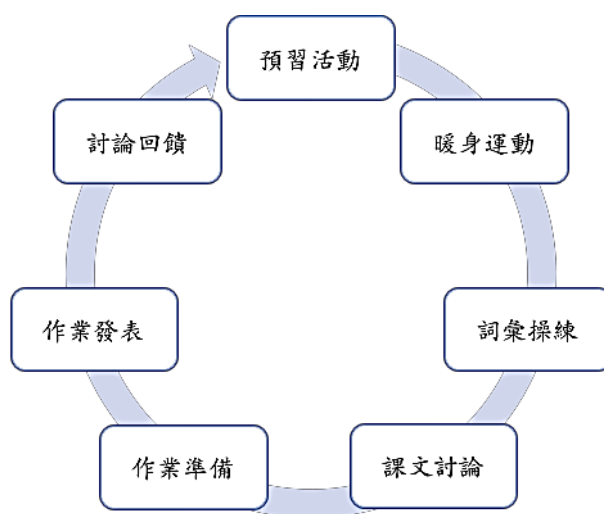 預習活動
暖身運動
詞彙操練
課文討論
作業準備
作業發表
討論回饋